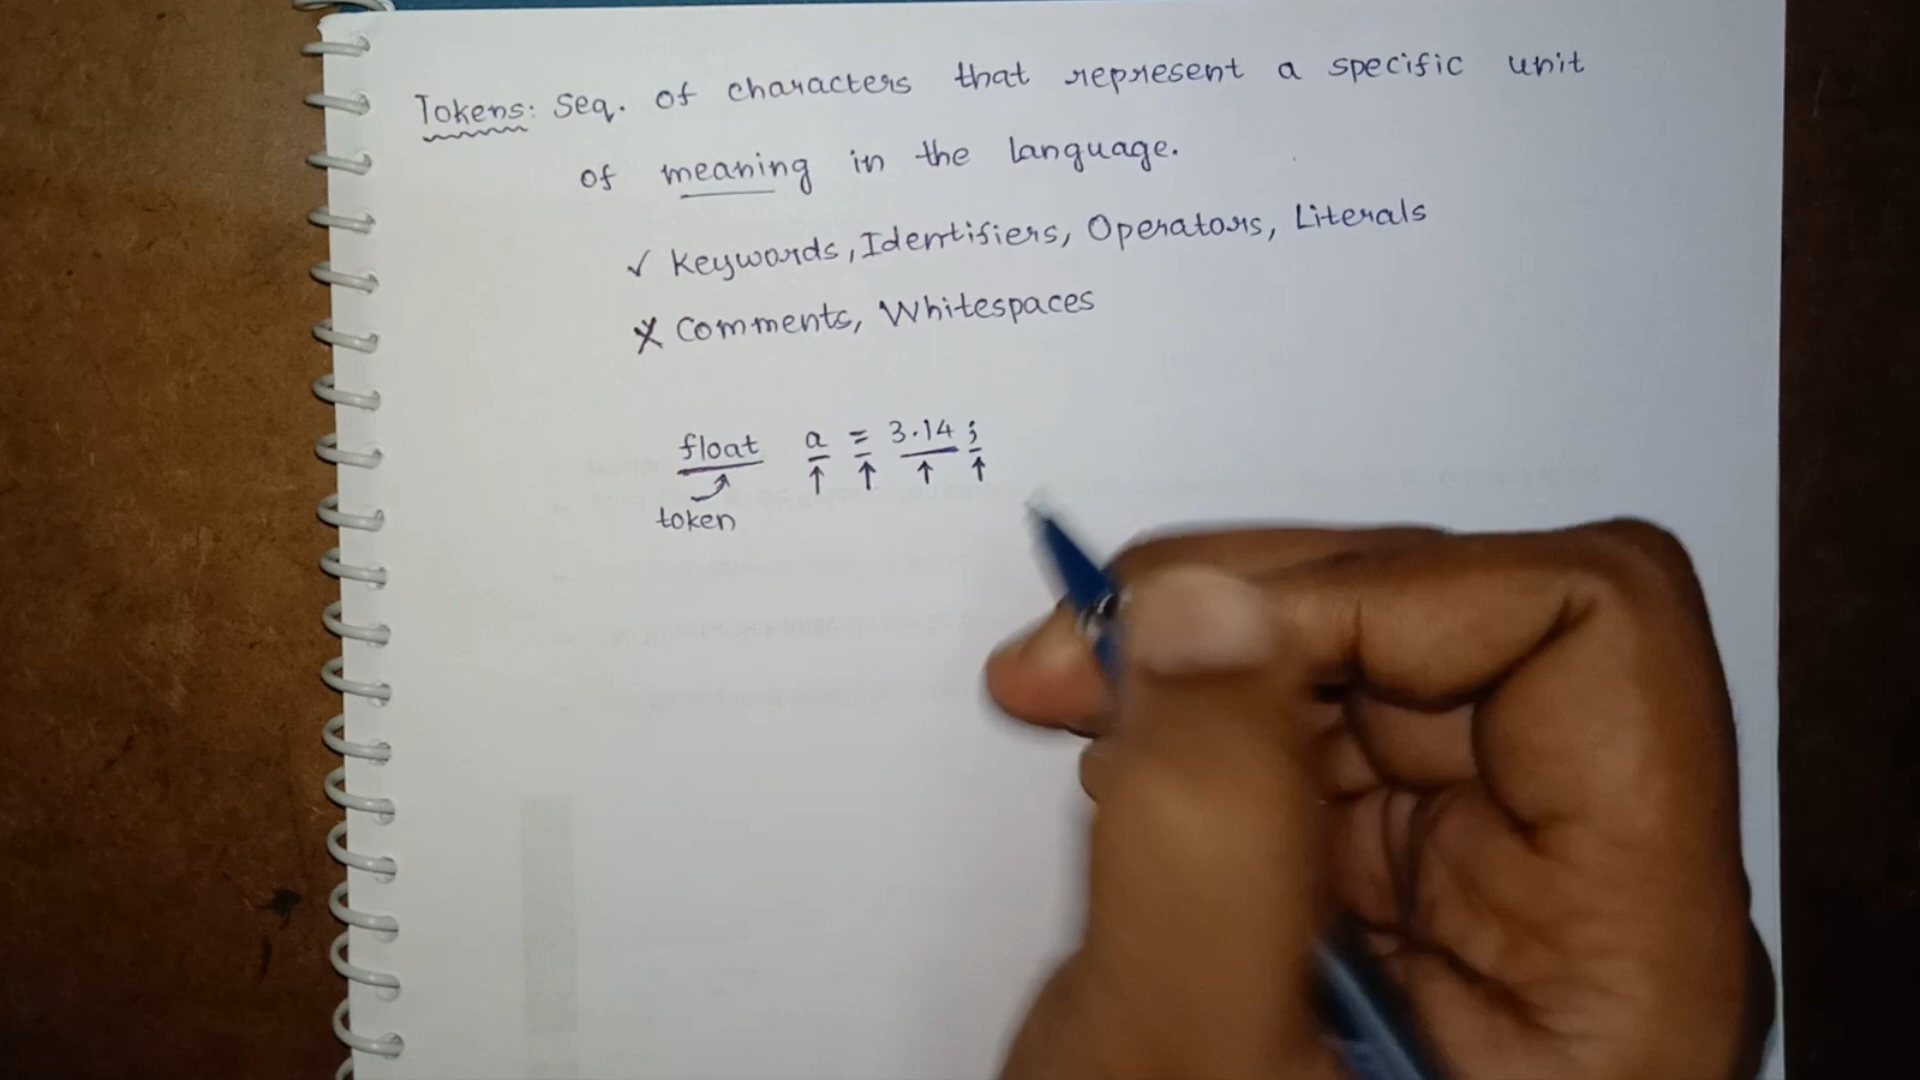 Tokens: Seq. of characters that represent a specific unit
of meaning in the language.
✓ Keywords, Identifiers, Operators, Literals
X Comments, Whitespaces
float a = 3.14 ;
↑ ↑ ↑ ↑
token